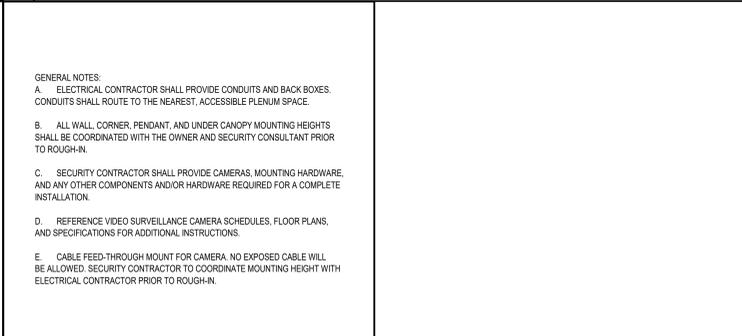 GENERAL NOTES:
A. ELECTRICAL CONTRACTOR SHALL PROVIDE CONDUITS AND BACK BOXES.
CONDUITS SHALL ROUTE TO THE NEAREST, ACCESSIBLE PLENUM SPACE.
B. ALL WALL, CORNER, PENDANT, AND UNDER CANOPY MOUNTING HEIGHTS
SHALL BE COORDINATED WITH THE OWNER AND SECURITY CONSULTANT PRIOR
TO ROUGH-IN.
C. SECURITY CONTRACTOR SHALL PROVIDE CAMERAS, MOUNTING HARDWARE,
AND ANY OTHER COMPONENTS AND/OR HARDWARE REQUIRED FOR A COMPLETE
INSTALLATION.
D. REFERENCE VIDEO SURVEILLANCE CAMERA SCHEDULES, FLOOR PLANS,
AND SPECIFICATIONS FOR ADDITIONAL INSTRUCTIONS.
E. CABLE FEED-THROUGH MOUNT FOR CAMERA. NO EXPOSED CABLE WILL
BE ALLOWED. SECURITY CONTRACTOR TO COORDINATE MOUNTING HEIGHT WITH
ELECTRICAL CONTRACTOR PRIOR TO ROUGH-IN.